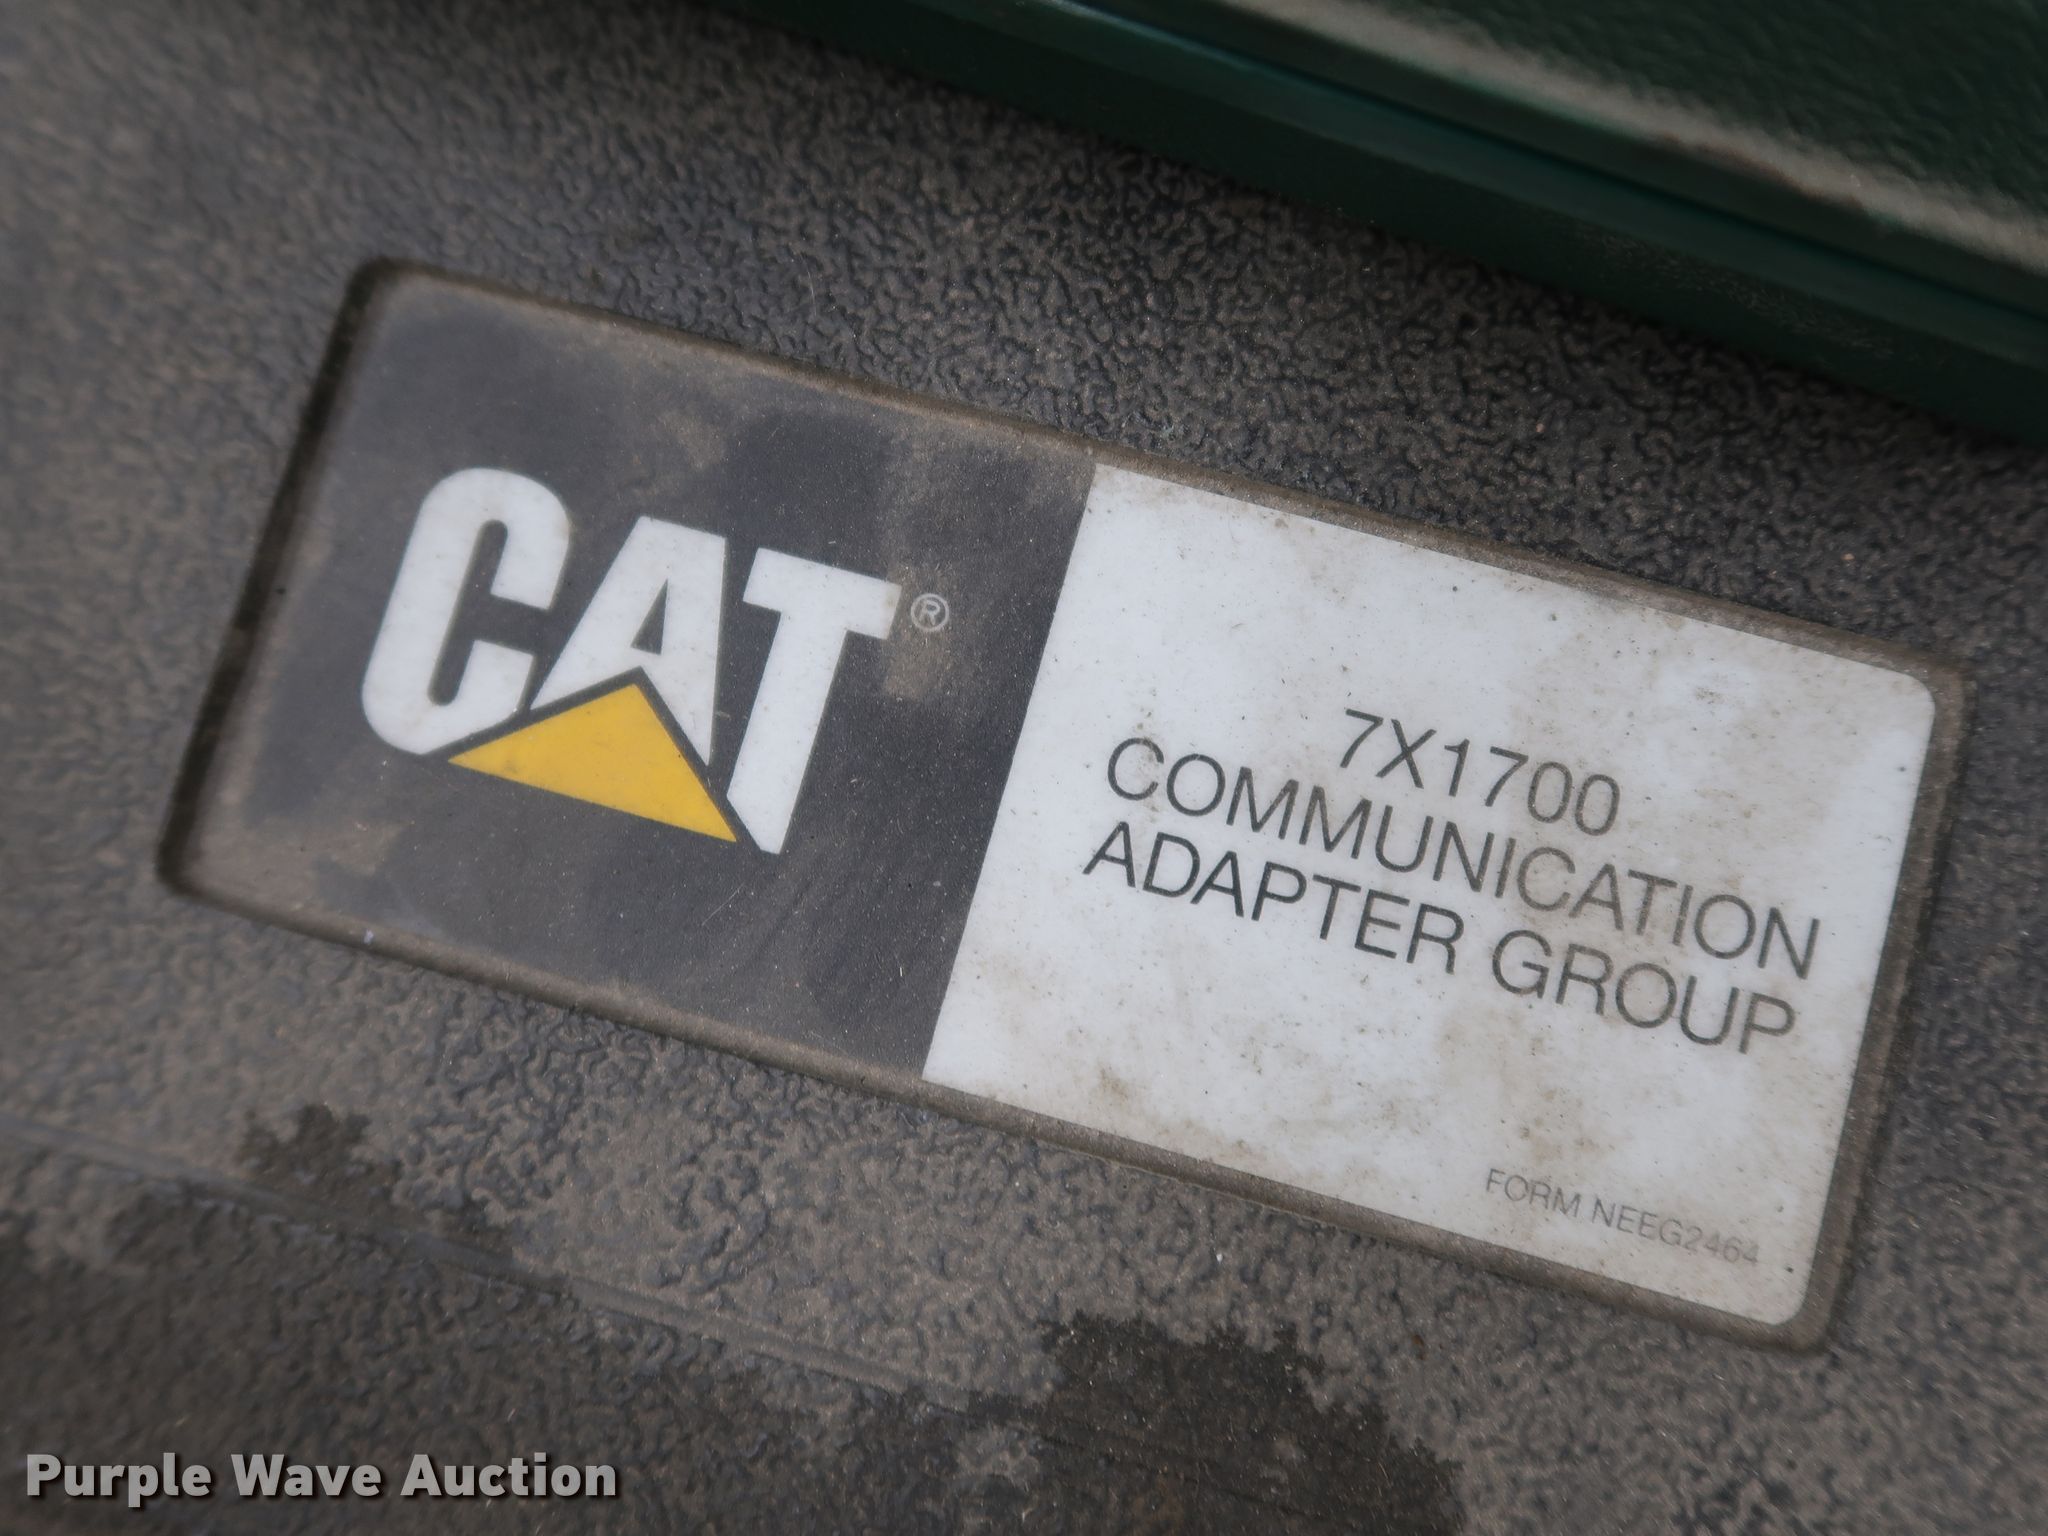 CAT®
7X1700
COMMUNICATION
ADAPTER GROUP
FORM NEEG2464
Purple Wave Auction